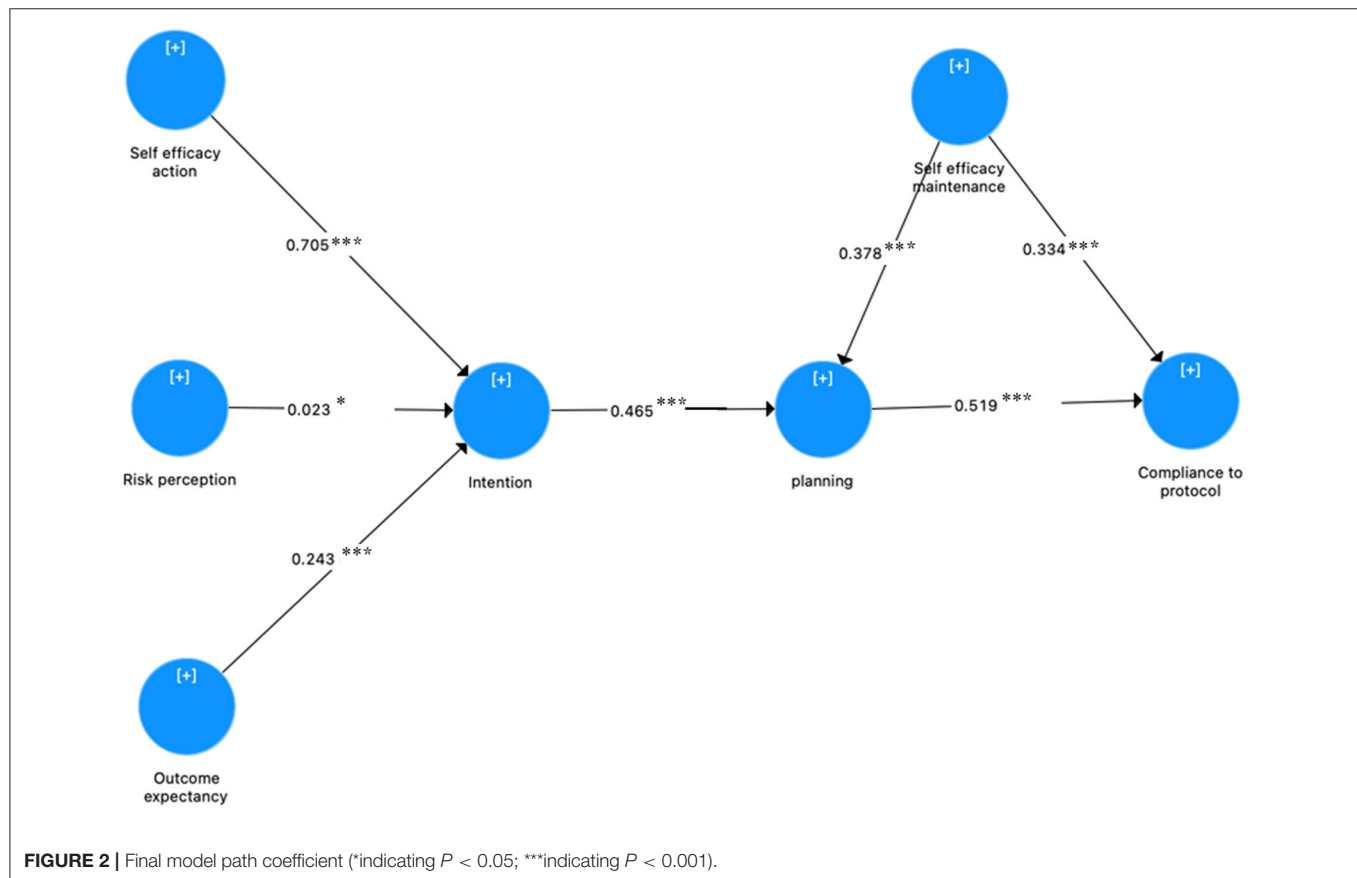 [+]
Self efficacy
action
[+]
Self efficacy
maintenance
0.705 ***
0.378 ***
0.334 ***
[+]
Risk perception
0.023 *
[+]
Intention
0.465 ***
[+]
planning
0.519 ***
[+]
Compliance to
protocol
0.243 ***
[+]
Outcome
expectancy
FIGURE 2 | Final model path coefficient (*indicating P < 0.05; ***indicating P < 0.001).